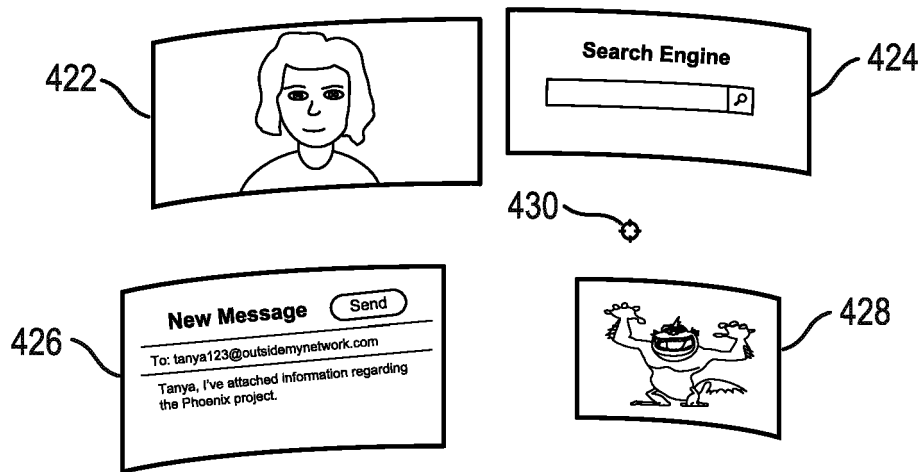 422
Search Engine
424
430
New Message
Send
426
To: tanya123@outsidemynetwork.com
Tanya, I've attached information regarding
the Phoenix project.
428